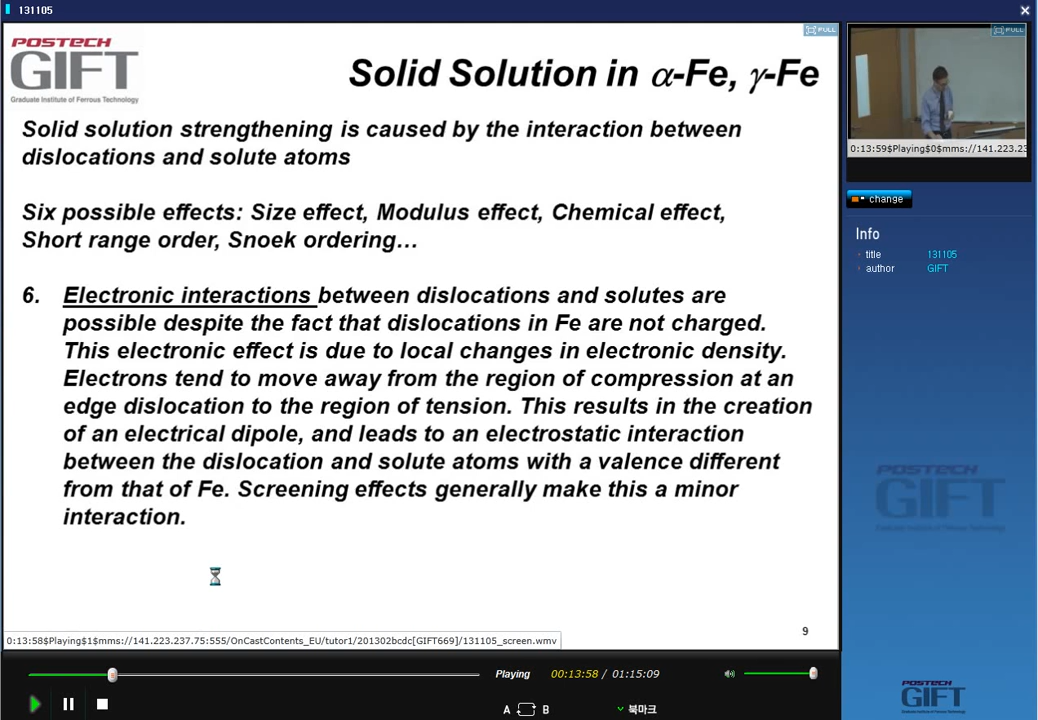 131105
FULL
POSTECH
GIFT
Graduate Institute of Ferrous Technology
Solid Solution in α-Fe, γ-Fe
Solid solution strengthening is caused by the interaction between
dislocations and solute atoms
Six possible effects: Size effect, Modulus effect, Chemical effect,
Short range order, Snoek ordering…
6. Electronic interactions between dislocations and solutes are
possible despite the fact that dislocations in Fe are not charged.
This electronic effect is due to local changes in electronic density.
Electrons tend to move away from the region of compression at an
edge dislocation to the region of tension. This results in the creation
of an electrical dipole, and leads to an electrostatic interaction
between the dislocation and solute atoms with a valence different
from that of Fe. Screening effects generally make this a minor
interaction.
9
0:13:58$Playing$1$mms://141.223.237.75:555/OnCastContents_EU/tutor1/201302bcdc[GIFT669]/131105_screen.wmv
Playing 00:13:58 / 01:15:09
A B 북마크
FULL
0:13:59$Playing$0$mms://141.223.23
change
Info
title 131105
author GIFT
POSTECH
GIFT
POSTECH
GIFT